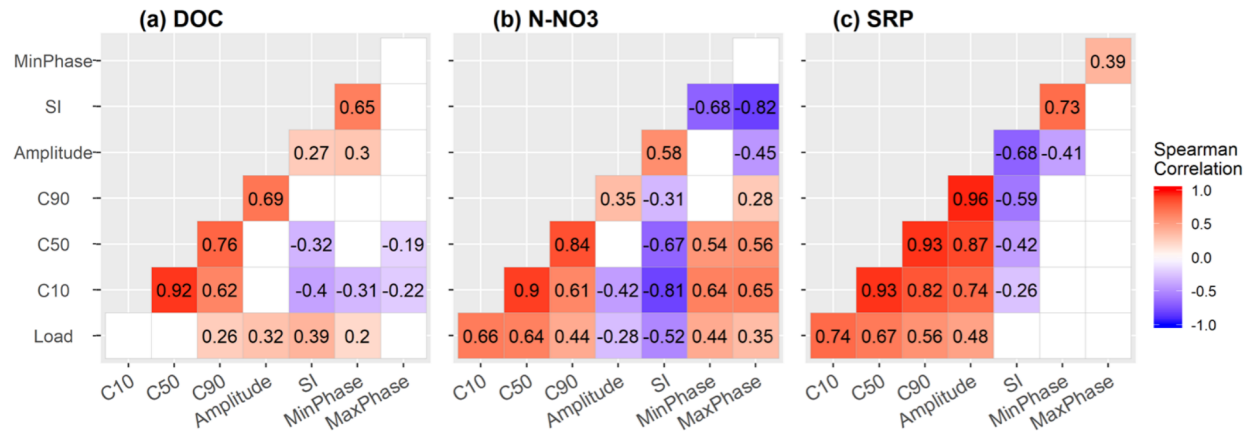 (a) DOC (b) N-NO3 (c) SRP
MinPhase 0.39
SI 0.65 -0.68 -0.82 0.73
Amplitude 0.27 0.3 0.58 -0.45 -0.68 -0.41
C90 0.69 0.35 -0.31 0.28 0.96 -0.59
C50 0.76 -0.32 -0.19 0.84 -0.67 0.54 0.56 0.93 0.87 -0.42
C10 0.92 0.62 -0.4 -0.31 -0.22 0.9 0.61 -0.42 -0.81 0.64 0.65 0.93 0.82 0.74 -0.26
Load 0.26 0.32 0.39 0.2 0.66 0.64 0.44 -0.28 -0.52 0.44 0.35 0.74 0.67 0.56 0.48
C10 C50 C90 Amplitude SI MinPhase MaxPhase C10 C50 C90 Amplitude SI MinPhase MaxPhase C10 C50 C90 Amplitude SI MinPhase MaxPhase
Spearman
Correlation
1.0
0.5
0.0
-0.5
-1.0